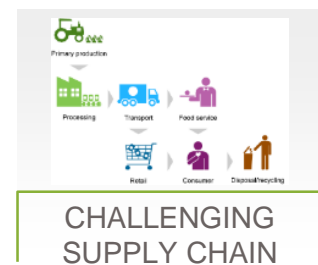 Primary production
Processing
Transport
Food service
Retail
Consumer
Disposal/recycling
CHALLENGING
SUPPLY CHAIN